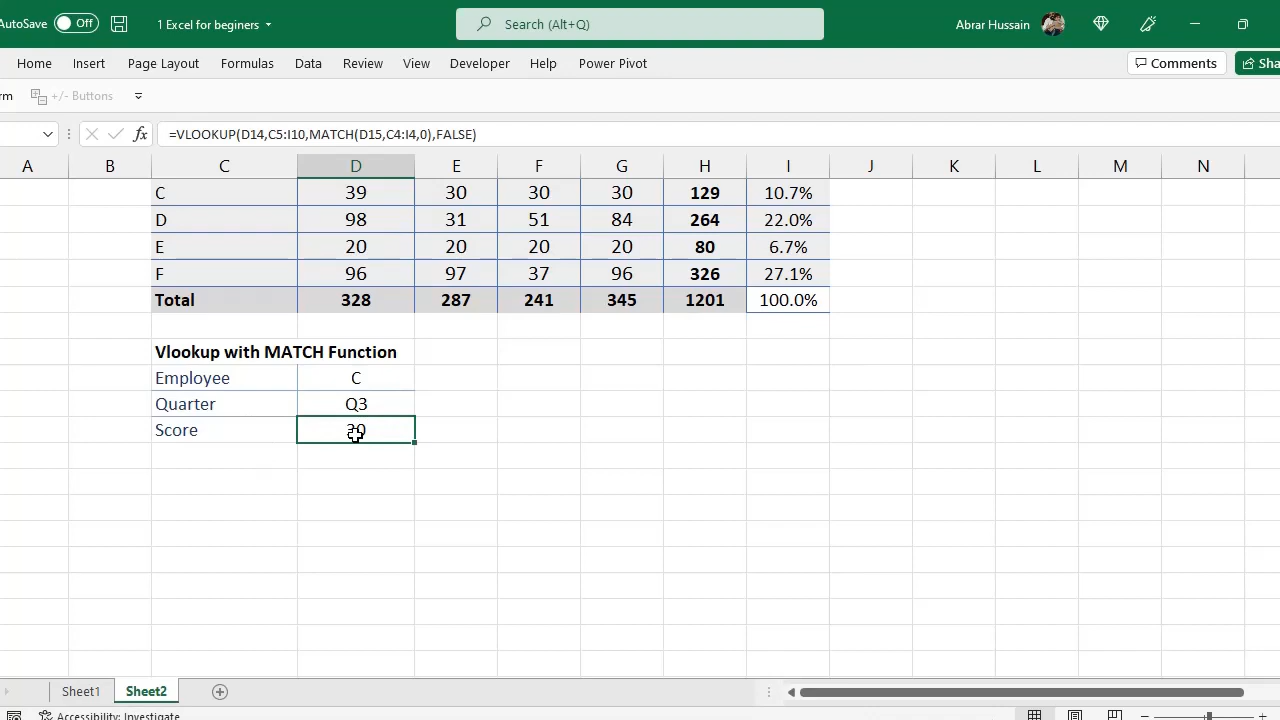 AutoSave Off 1 Excel for beginers Search (Alt+Q) Abrar Hussain
Home Insert Page Layout Formulas Data Review View Developer Help Power Pivot Comments Sha
rm +/- Buttons
fx =VLOOKUP(D14,C5:I10,MATCH(D15,C4:I4,0),FALSE)
A B C D E F G H I J K L M N
C 39 30 30 30 129 10.7%
D 98 31 51 84 264 22.0%
E 20 20 20 20 80 6.7%
F 96 97 37 96 326 27.1%
Total 328 287 241 345 1201 100.0%
Vlookup with MATCH Function
Employee C
Quarter Q3
Score
Sheet1 Sheet2
Accessibility: Investigate